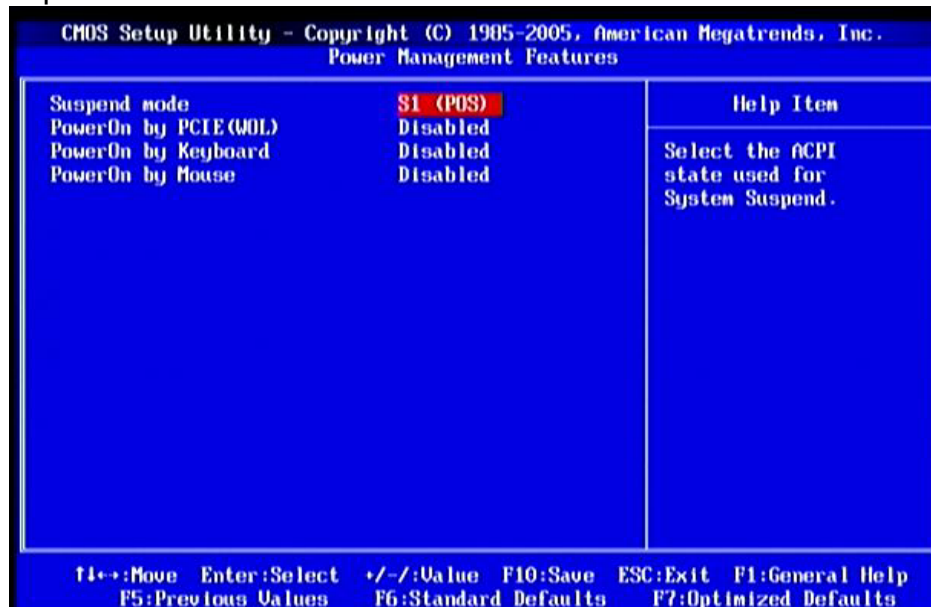 CMOS Setup Utility - Copyright (C) 1985-2005, American Megatrends, Inc.
Power Management Features
Suspend mode S1 (POS)
PowerOn by PCIE(WOL) Disabled
PowerOn by Keyboard Disabled
PowerOn by Mouse Disabled
Help Item
Select the ACPI
state used for
System Suspend.
↑↓←→:Move Enter:Select +/-/:Value F10:Save ESC:Exit F1:General Help
F5:Previous Values F6:Standard Defaults F7:Optimized Defaults